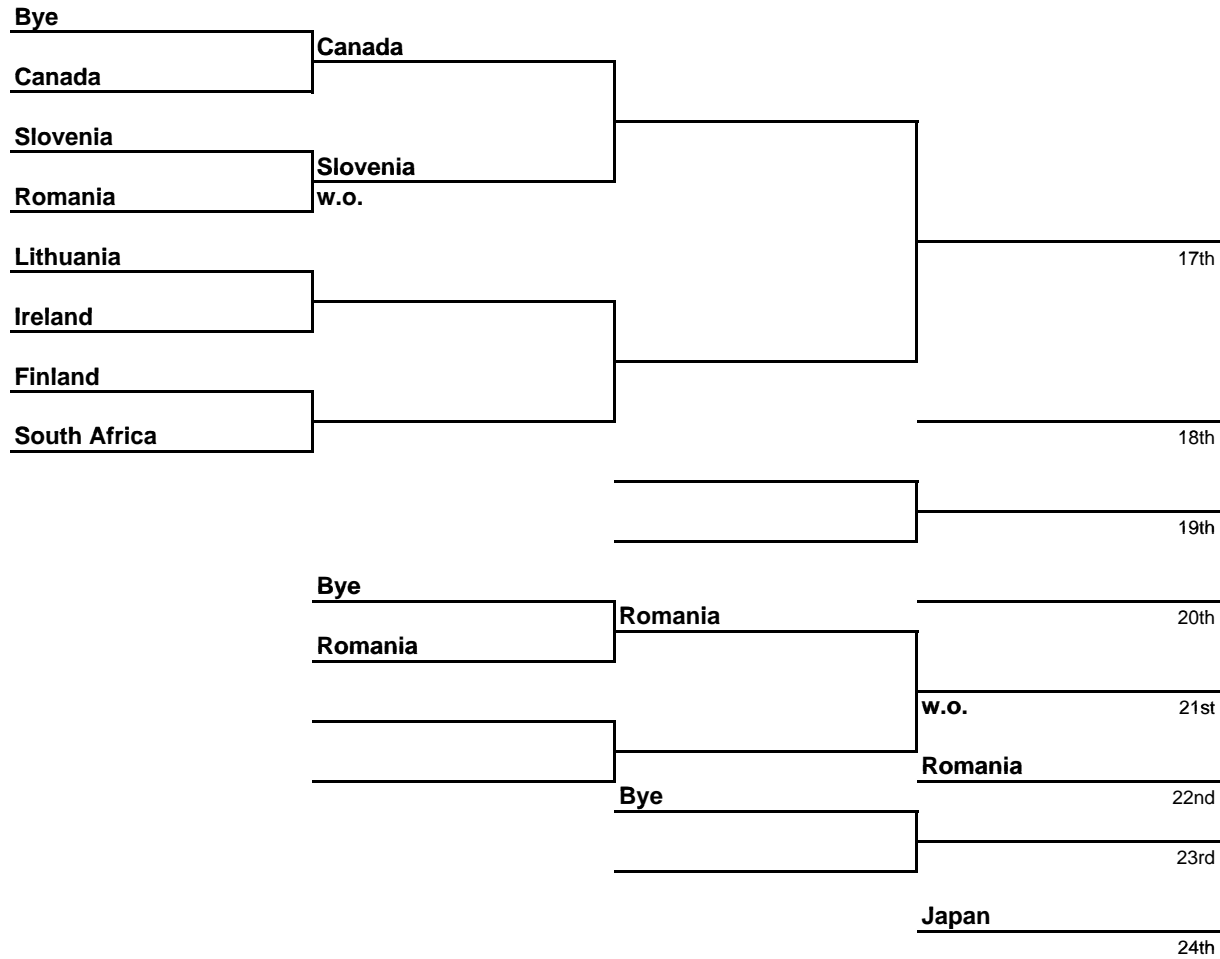 Bye
Canada
Canada
Slovenia
Slovenia
Romania
w.o.
Lithuania
17th
Ireland
Finland
South Africa
18th
19th
Bye
Romania
20th
Romania
w.o. 21st
Romania
Bye
22nd
23rd
Japan
24th